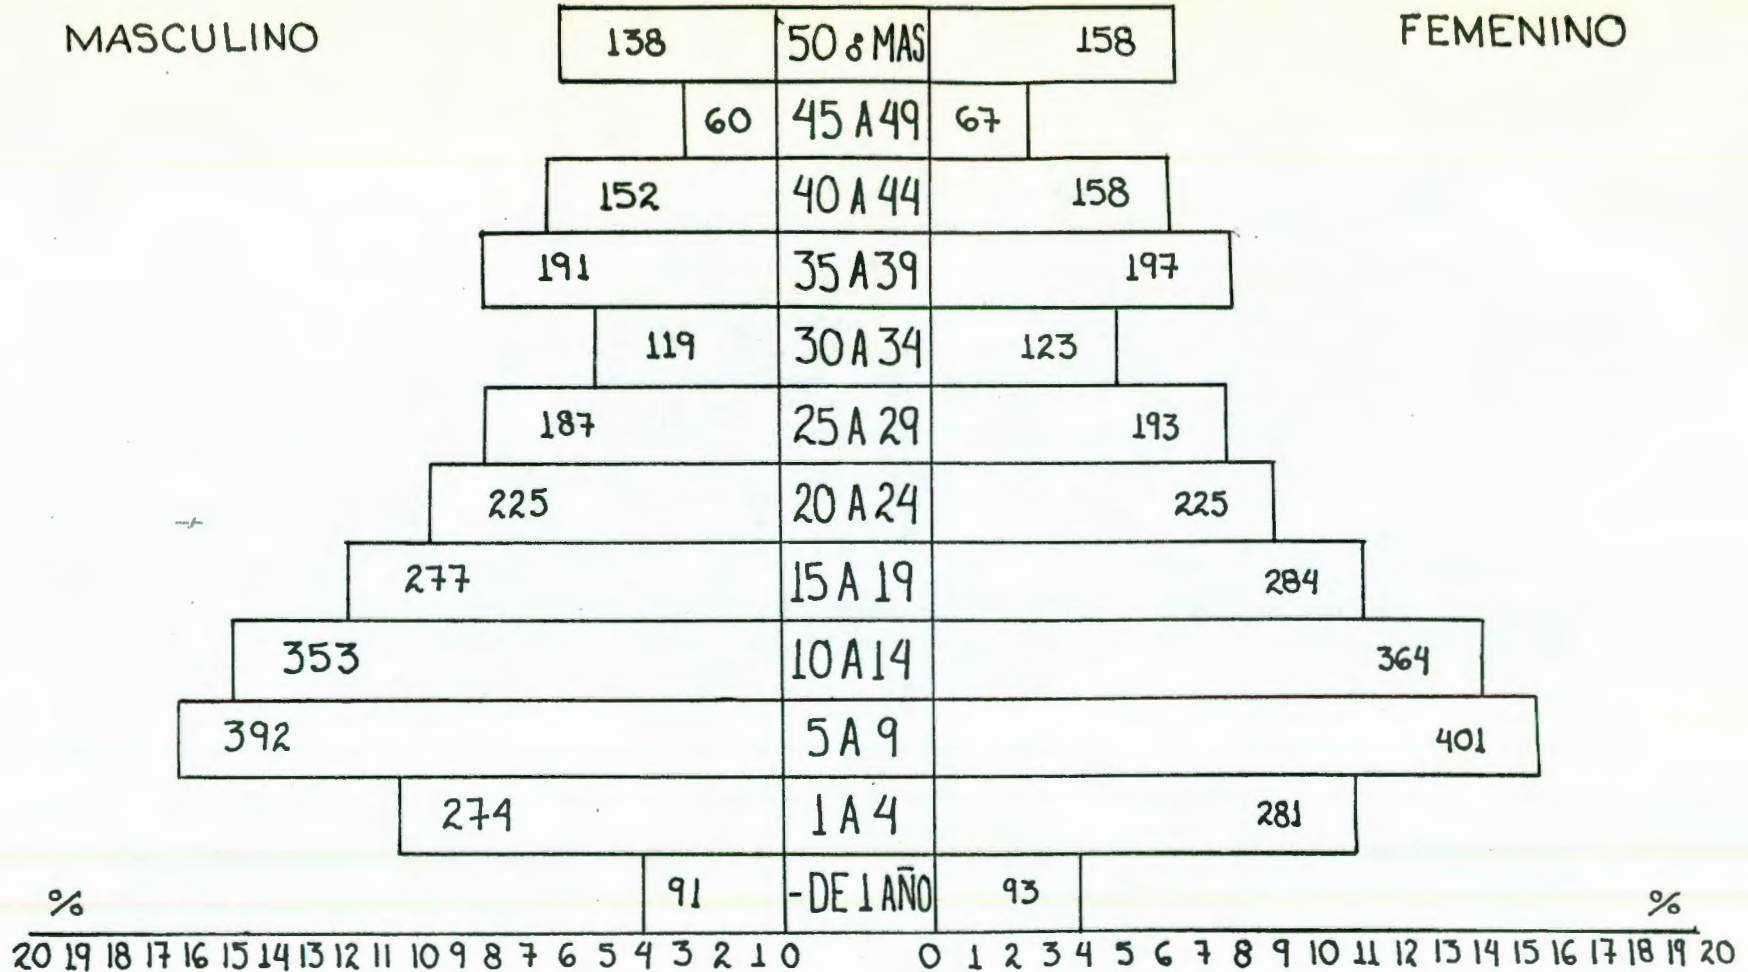 MASCULINO 138 50 ó MAS 158 FEMENINO
60 45 A 49 67
152 40 A 44 158
191 35 A 39 197
119 30 A 34 123
187 25 A 29 193
225 20 A 24 225
277 15 A 19 284
353 10 A 14 364
392 5 A 9 401
274 1 A 4 281
% 91 -DE 1 AÑO 93 %
20 19 18 17 16 15 14 13 12 11 10 9 8 7 6 5 4 3 2 1 0 0 1 2 3 4 5 6 7 8 9 10 11 12 13 14 15 16 17 18 19 20